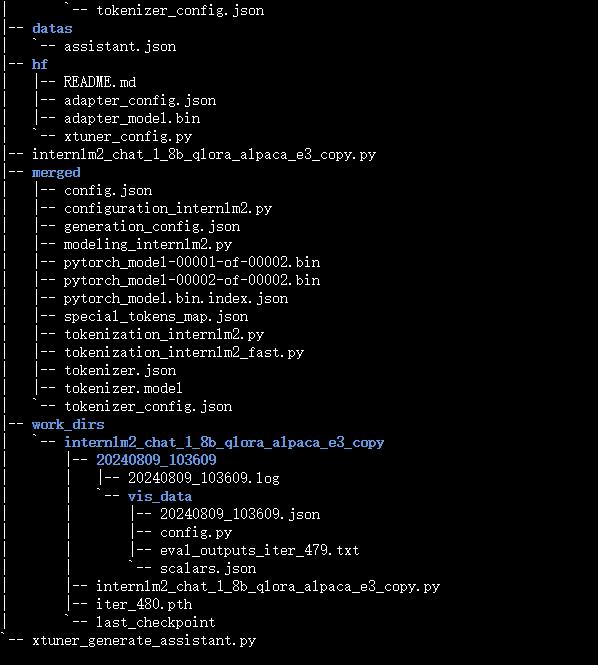 |       `-- tokenizer_config.json
|-- datas
|   `-- assistant.json
|-- hf
|   |-- README.md
|   |-- adapter_config.json
|   |-- adapter_model.bin
|   `-- xtuner_config.py
|-- internlm2_chat_1_8b_qlora_alpaca_e3_copy.py
|-- merged
|   |-- config.json
|   |-- configuration_internlm2.py
|   |-- generation_config.json
|   |-- modeling_internlm2.py
|   |-- pytorch_model-00001-of-00002.bin
|   |-- pytorch_model-00002-of-00002.bin
|   |-- pytorch_model.bin.index.json
|   |-- special_tokens_map.json
|   |-- tokenization_internlm2.py
|   |-- tokenization_internlm2_fast.py
|   |-- tokenizer.json
|   |-- tokenizer.model
|   `-- tokenizer_config.json
|-- work_dirs
|   `-- internlm2_chat_1_8b_qlora_alpaca_e3_copy
|       |-- 20240809_103609
|       |   |-- 20240809_103609.log
|       |   `-- vis_data
|       |       |-- 20240809_103609.json
|       |       |-- config.py
|       |       |-- eval_outputs_iter_479.txt
|       |       `-- scalars.json
|       |-- internlm2_chat_1_8b_qlora_alpaca_e3_copy.py
|       |-- iter_480.pth
|       `-- last_checkpoint
`-- xtuner_generate_assistant.py